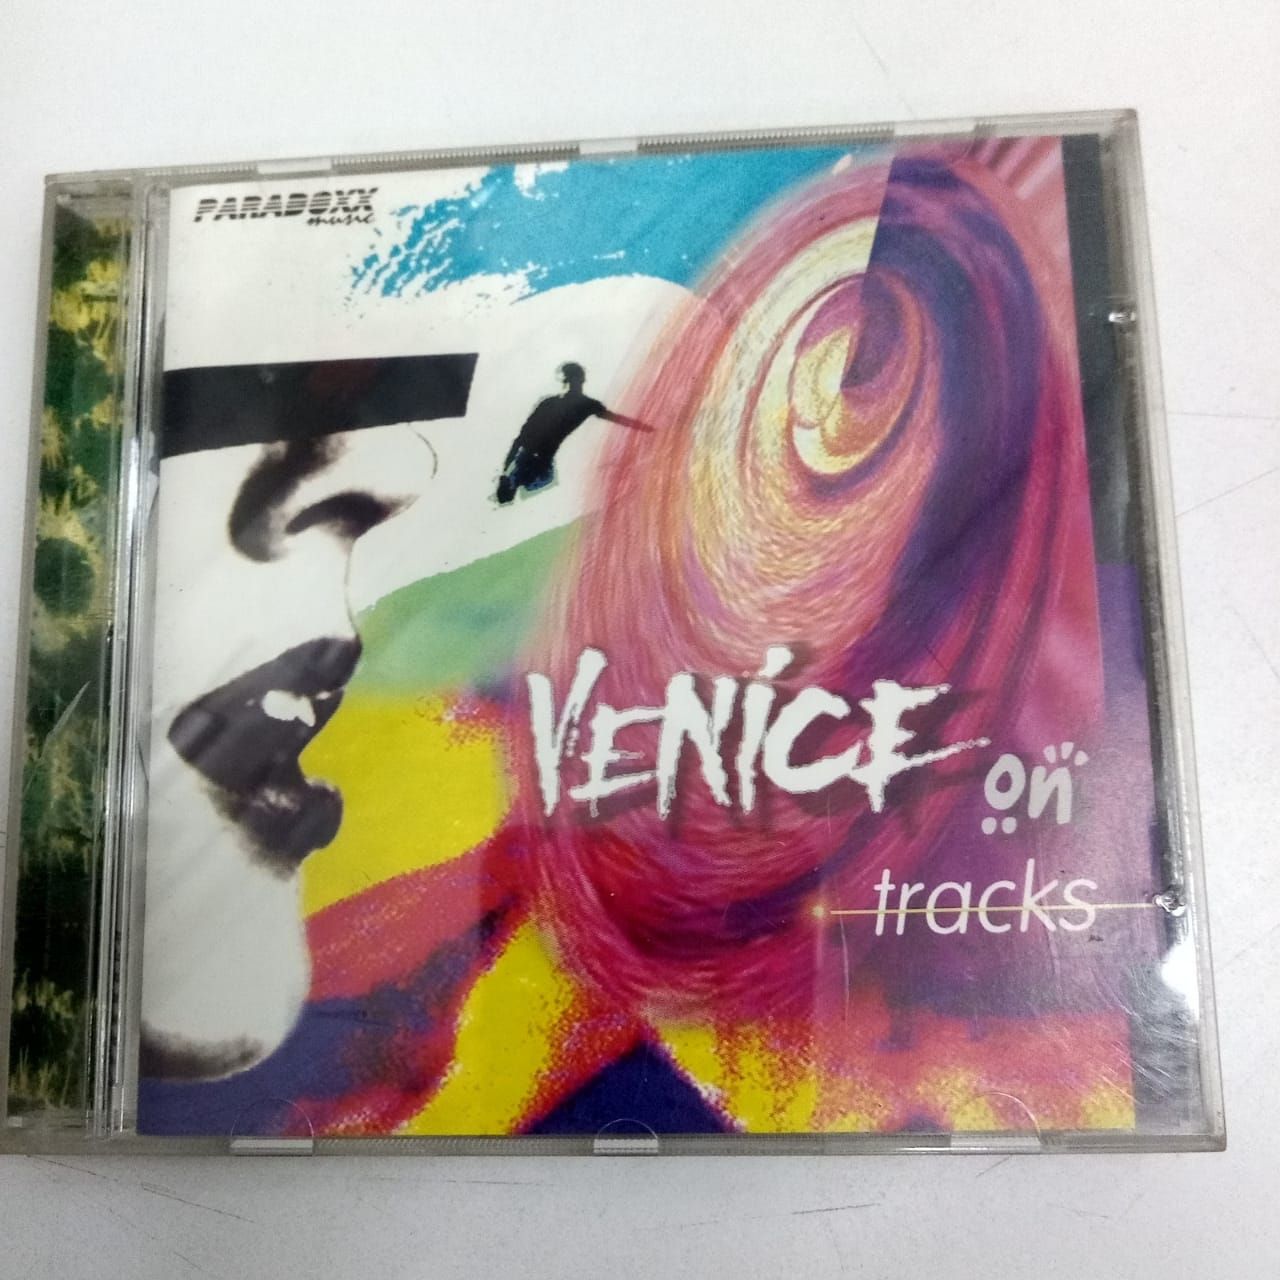 PARADOXX
music
VENICE
on
tracks